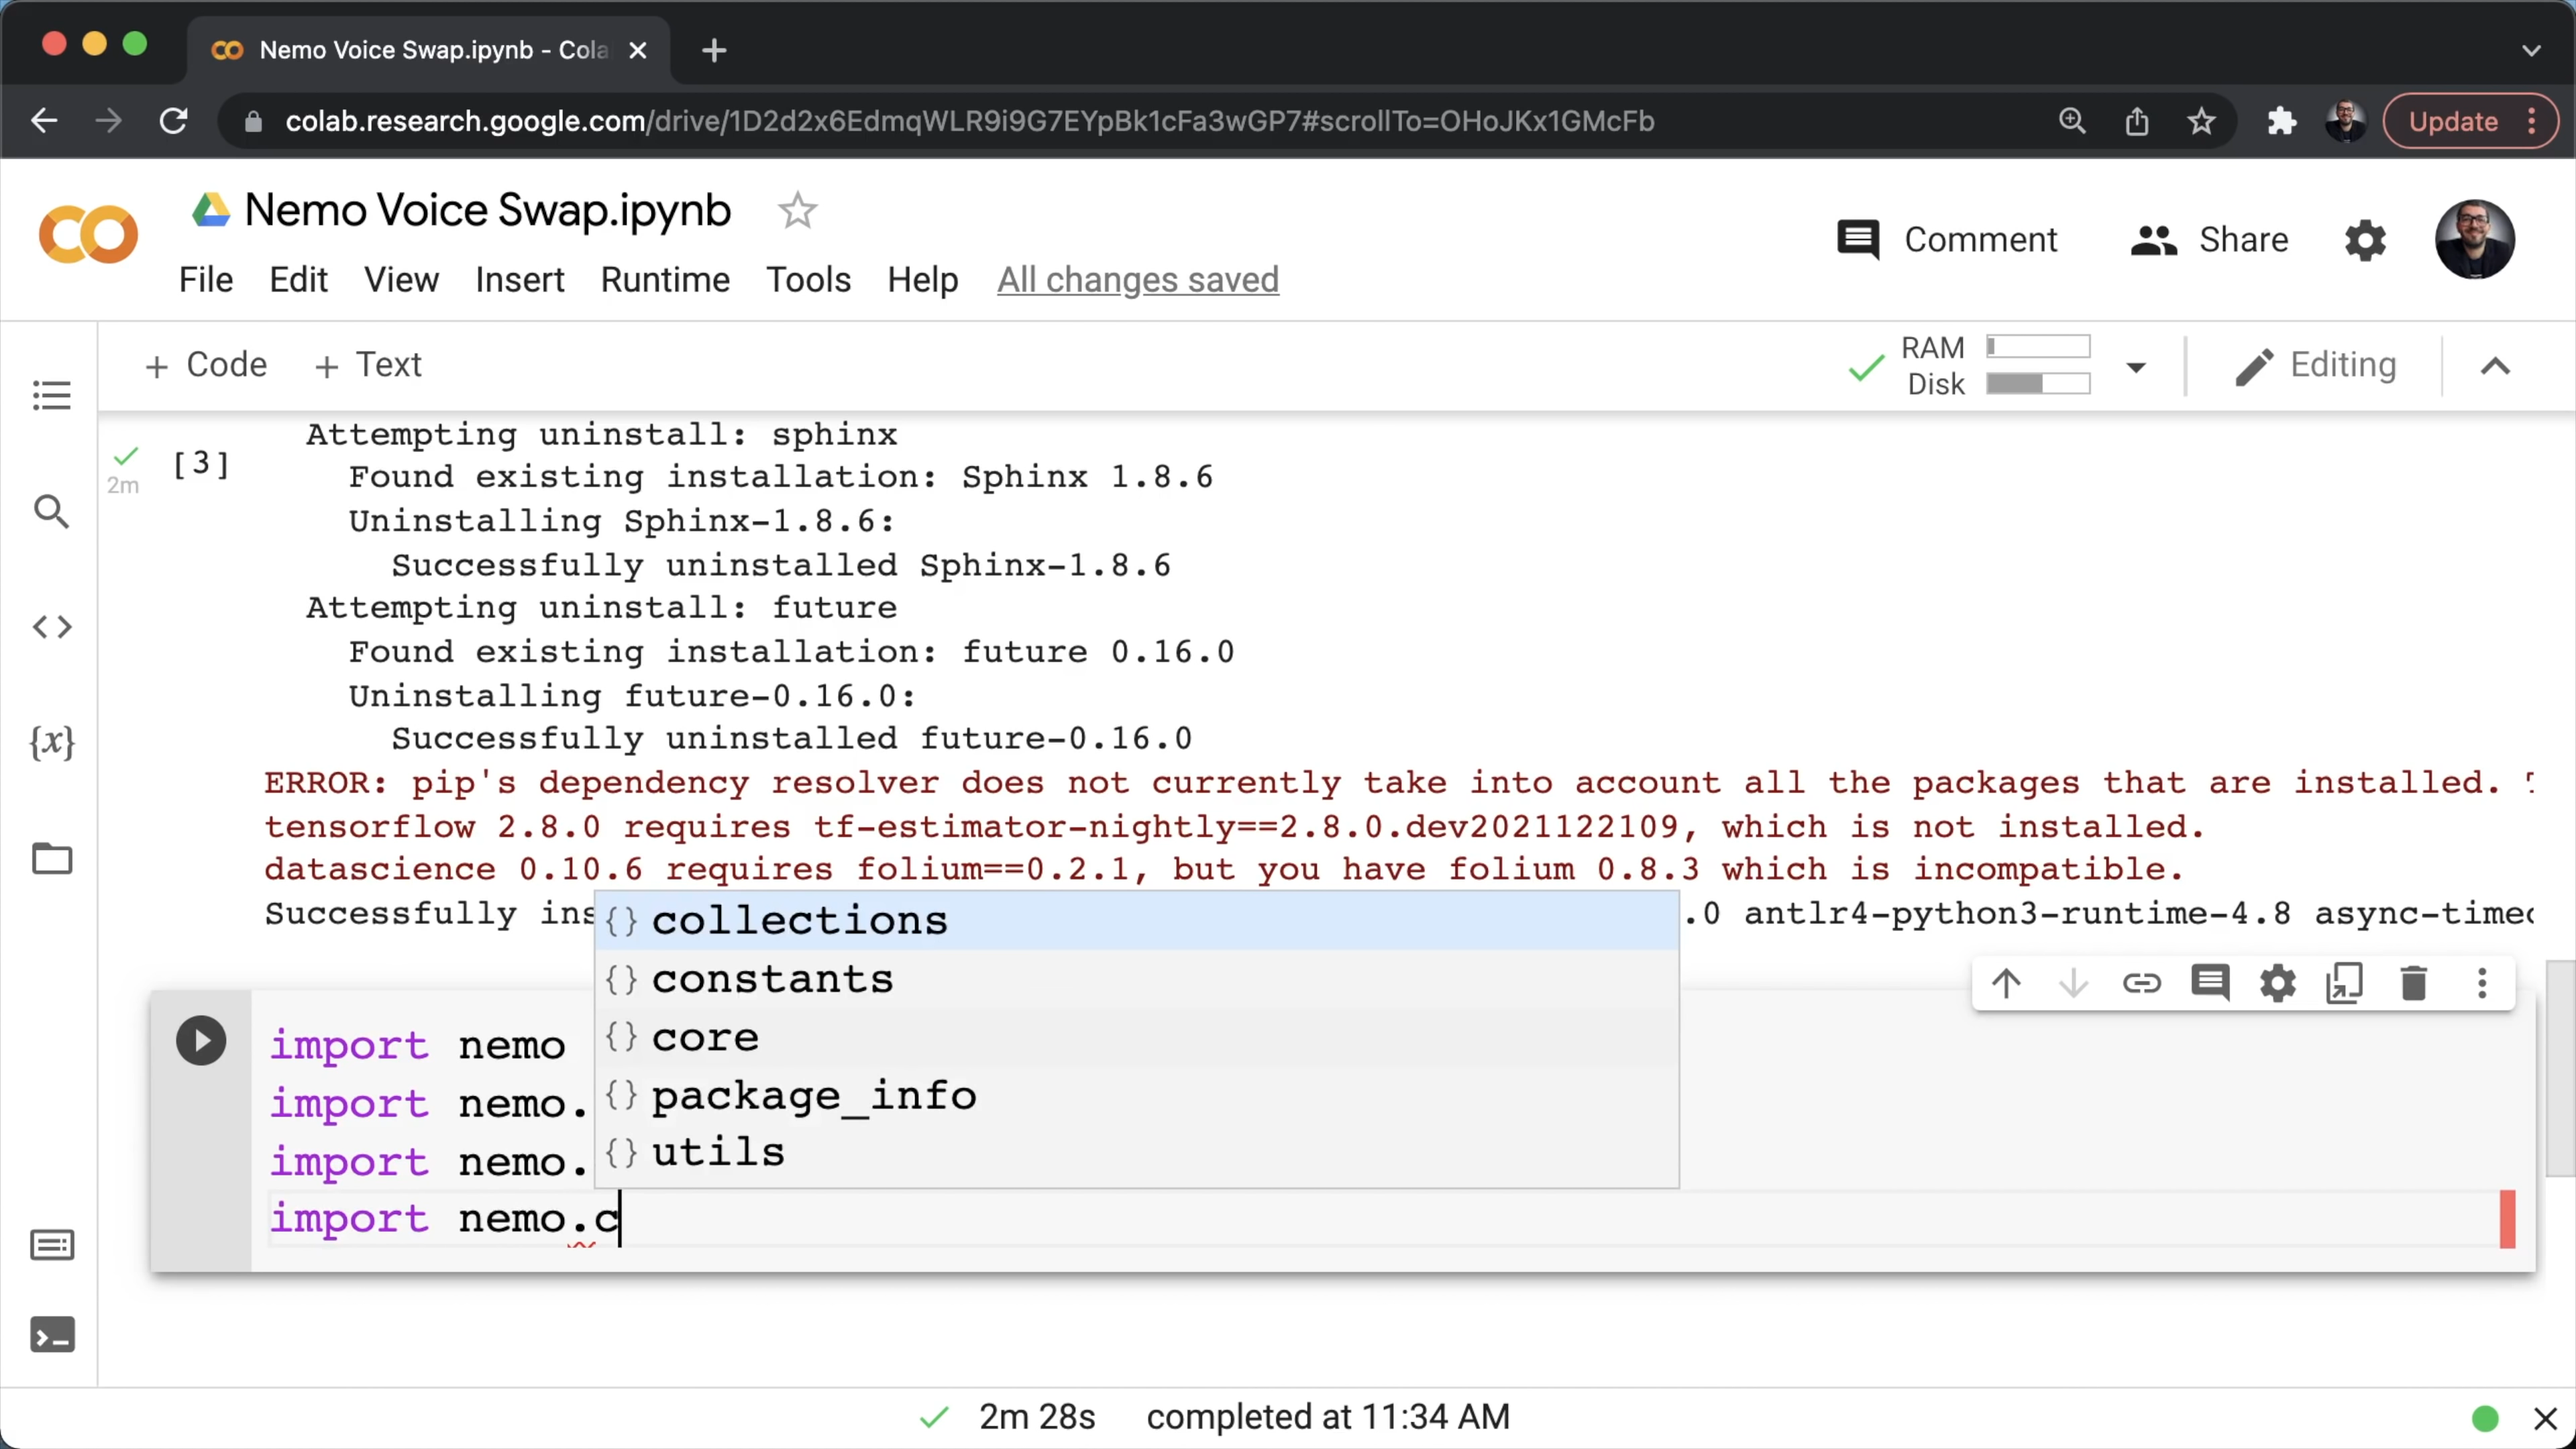 Nemo Voice Swap.ipynb - Cola
colab.research.google.com/drive/1D2d2x6EdmqWLR9i9G7EYpBk1cFa3wGP7#scrollTo=OHoJKx1GMcFb
Update
Nemo Voice Swap.ipynb
Comment
Share
File Edit View Insert Runtime Tools Help All changes saved
+ Code + Text
RAM
Disk
Editing
Attempting uninstall: sphinx
[3]
2m
Found existing installation: Sphinx 1.8.6
Uninstalling Sphinx-1.8.6:
Successfully uninstalled Sphinx-1.8.6
Attempting uninstall: future
Found existing installation: future 0.16.0
Uninstalling future-0.16.0:
Successfully uninstalled future-0.16.0
ERROR: pip's dependency resolver does not currently take into account all the packages that are installed.
tensorflow 2.8.0 requires tf-estimator-nightly==2.8.0.dev2021122109, which is not installed.
datascience 0.10.6 requires folium==0.2.1, but you have folium 0.8.3 which is incompatible.
Successfully ins .0 antlr4-python3-runtime-4.8 async-timeo
{} collections
{} constants
{} core
{} package_info
{} utils
import nemo
import nemo.
import nemo.
import nemo.c
2m 28s completed at 11:34 AM